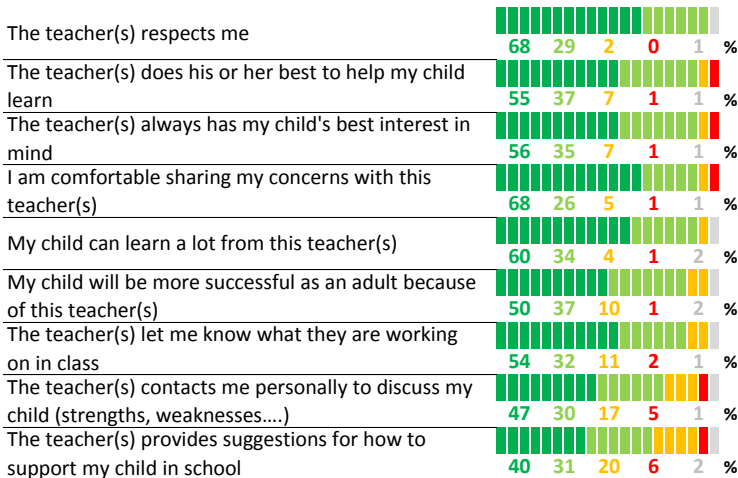 The teacher(s) respects me
68 29 2 0 1 %
The teacher(s) does his or her best to help my child
learn
55 37 7 1 1 %
The teacher(s) always has my child's best interest in
mind
56 35 7 1 1 %
I am comfortable sharing my concerns with this
teacher(s)
68 26 5 1 1 %
My child can learn a lot from this teacher(s)
60 34 4 1 2 %
My child will be more successful as an adult because
of this teacher(s)
50 37 10 1 2 %
The teacher(s) let me know what they are working
on in class
54 32 11 2 1 %
The teacher(s) contacts me personally to discuss my
child (strengths, weaknesses....)
47 30 17 5 1 %
The teacher(s) provides suggestions for how to
support my child in school
40 31 20 6 2 %